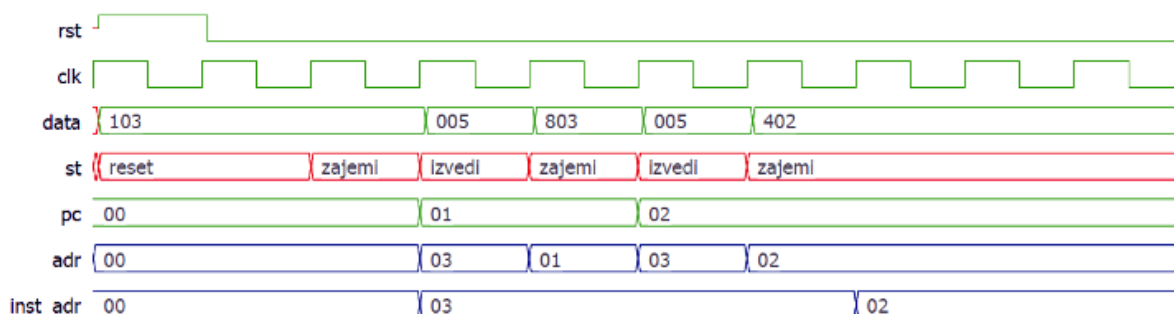 rst
clk
data 103 005 803 005 402
st reset zajemi izvedi zajemi izvedi zajemi
pc 00 01 02
adr 00 03 01 03 02
inst_adr 00 03 02